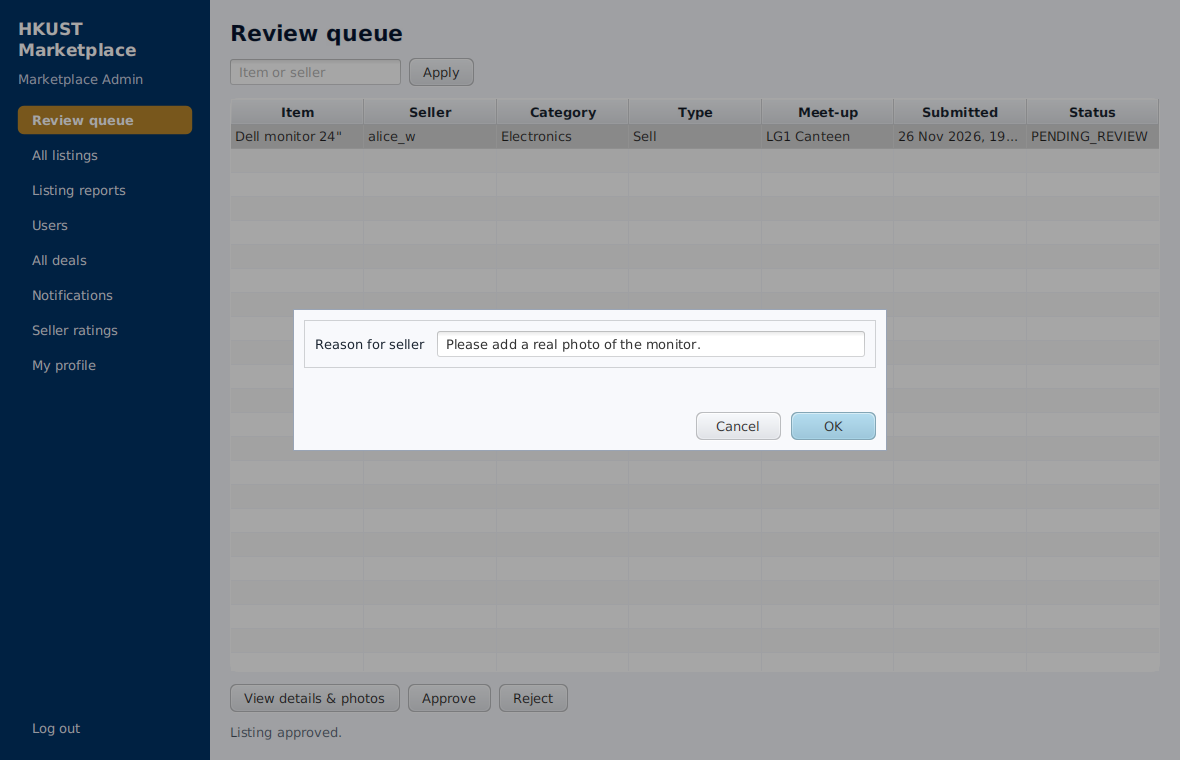 HKUST
Marketplace
Marketplace Admin
Review queue
All listings
Listing reports
Users
All deals
Notifications
Seller ratings
My profile
Log out
Review queue
Item or seller
Apply
Item Seller Category Type Meet-up Submitted Status
Dell monitor 24" alice_w Electronics Sell LG1 Canteen 26 Nov 2026, 19... PENDING_REVIEW
Reason for seller Please add a real photo of the monitor.
Cancel OK
View details & photos Approve Reject
Listing approved.